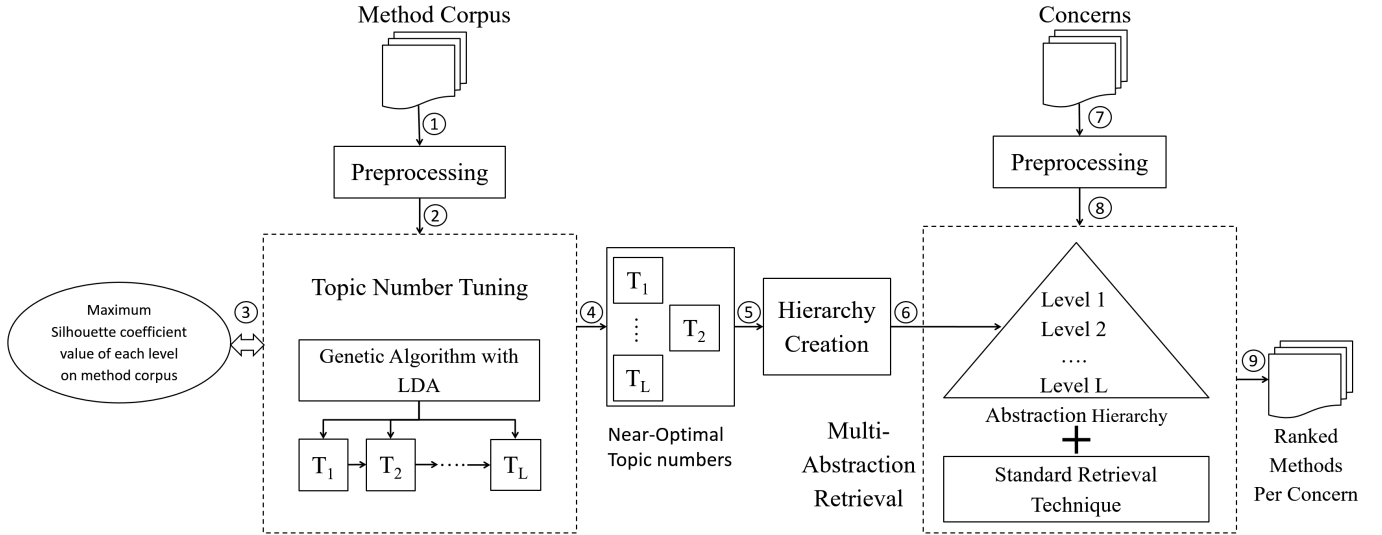 Method Corpus
①
Preprocessing
②
Maximum
Silhouette coefficient
value of each level
on method corpus
③
Topic Number Tuning
Genetic Algorithm with
LDA
T₁
T₂
.....
T_L
④
T₁
⋮
T₂
T_L
Near-Optimal
Topic numbers
⑤
Hierarchy
Creation
⑥
Concerns
⑦
Preprocessing
⑧
Level 1
Level 2
....
Level L
Abstraction Hierarchy
+
Standard Retrieval
Technique
Multi-
Abstraction
Retrieval
⑨
Ranked
Methods
Per Concern